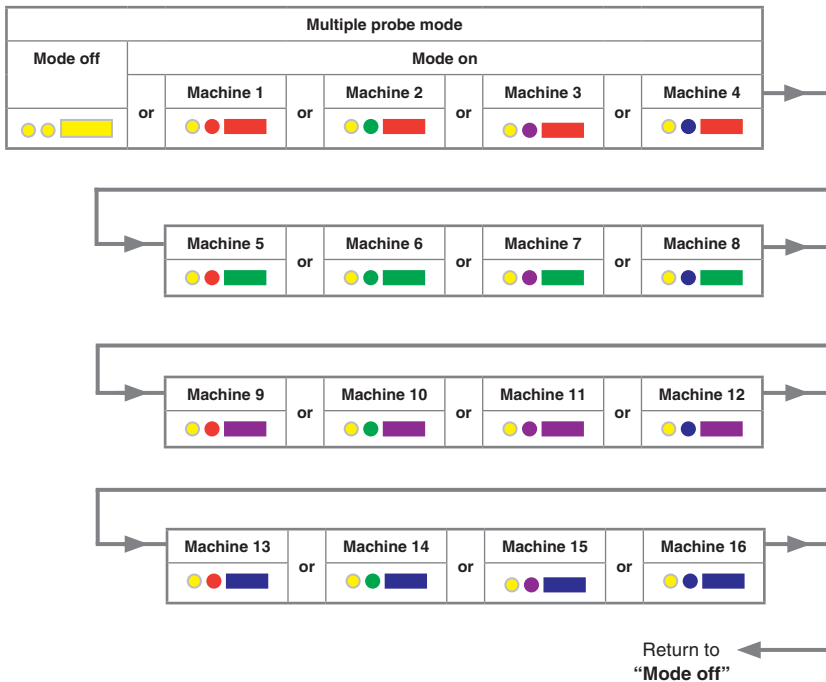 Multiple probe mode
Mode off Mode on
or Machine 1 or Machine 2 or Machine 3 or Machine 4
Machine 5 or Machine 6 or Machine 7 or Machine 8
Machine 9 or Machine 10 or Machine 11 or Machine 12
Machine 13 or Machine 14 or Machine 15 or Machine 16
Return to
“Mode off”